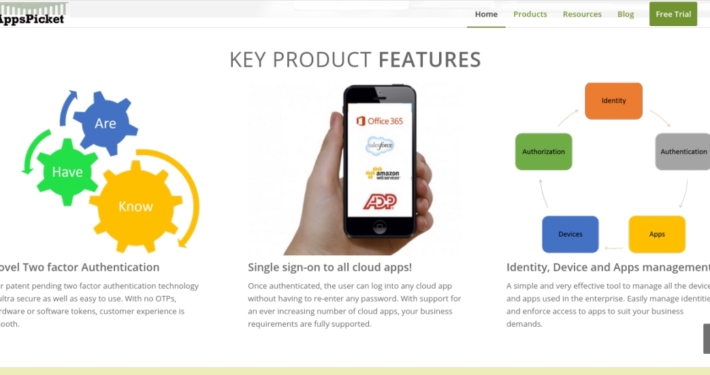 AppsPicket
Home Products Resources Blog Free Trial
KEY PRODUCT FEATURES
Are
Have
Know
ovel Two factor Authentication
r patent pending two factor authentication technology
ultra secure as well as easy to use. With no OTPs,
rdware or software tokens, customer experience is
ooth.
Office 365
salesforce
amazon
webservices
ADP
Single sign-on to all cloud apps!
Once authenticated, the user can log into any cloud app
without having to re-enter any password. With support for
an ever increasing number of cloud apps, your business
requirements are fully supported.
Identity
Authorization
Authentication
Devices
Apps
Identity, Device and Apps management
A simple and very effective tool to manage all the device
and apps used in the enterprise. Easily manage identitie
and enforce access to apps to suit your business
demands.